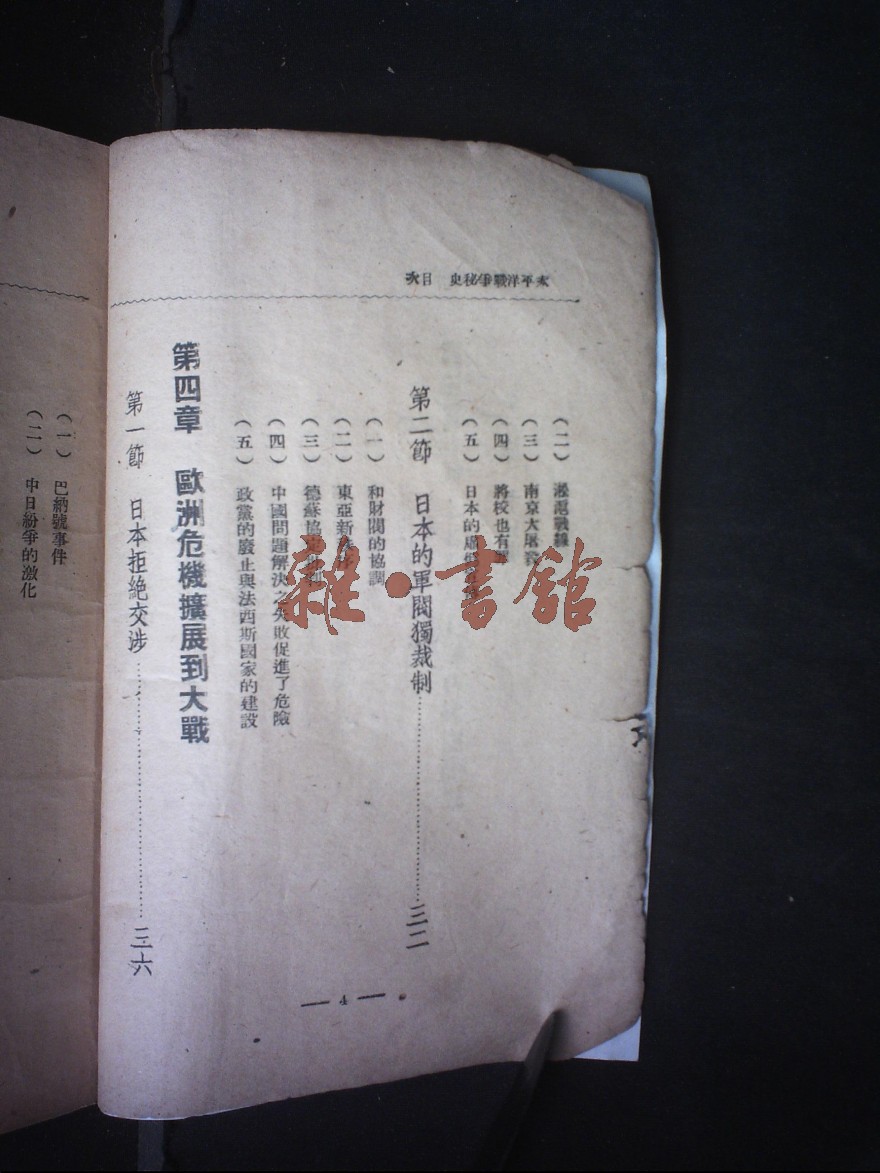 太平洋戰爭秘史 目次
(二) 淞滬戰線
(三) 南京大屠殺
(四) 將校也有罪
(五) 日本的
第二節 日本的軍閥獨裁制……三二
(一) 和財閥的協調
(二) 東亞新
(三) 德蘇協定
(四) 中國問題解決之失敗促進了危險
(五) 政黨的廢止與法西斯國家的建設
第四章 歐洲危機擴展到大戰
第一節 日本拒絕交涉……三六
— 4 —
(一) 巴納號事件
(二) 中日紛爭的激化
雜·書館